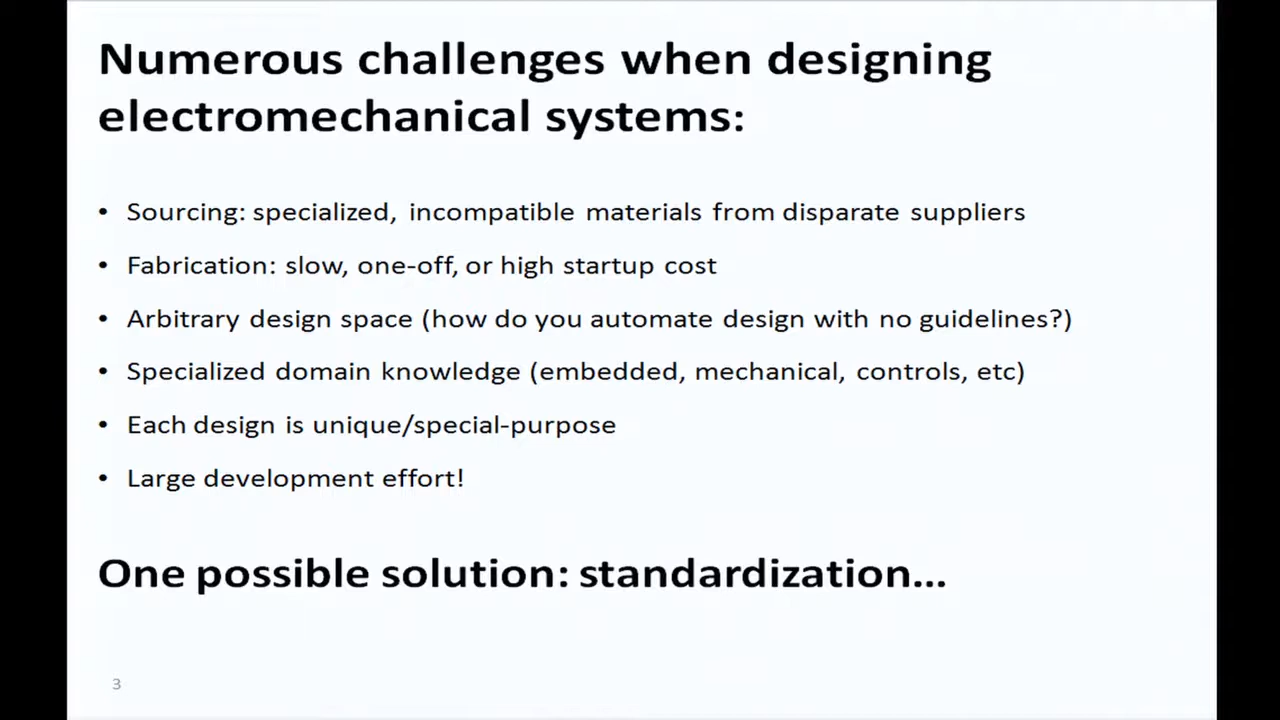 Numerous challenges when designing
electromechanical systems:
• Sourcing: specialized, incompatible materials from disparate suppliers
• Fabrication: slow, one-off, or high startup cost
• Arbitrary design space (how do you automate design with no guidelines?)
• Specialized domain knowledge (embedded, mechanical, controls, etc)
• Each design is unique/special-purpose
• Large development effort!
One possible solution: standardization...
3